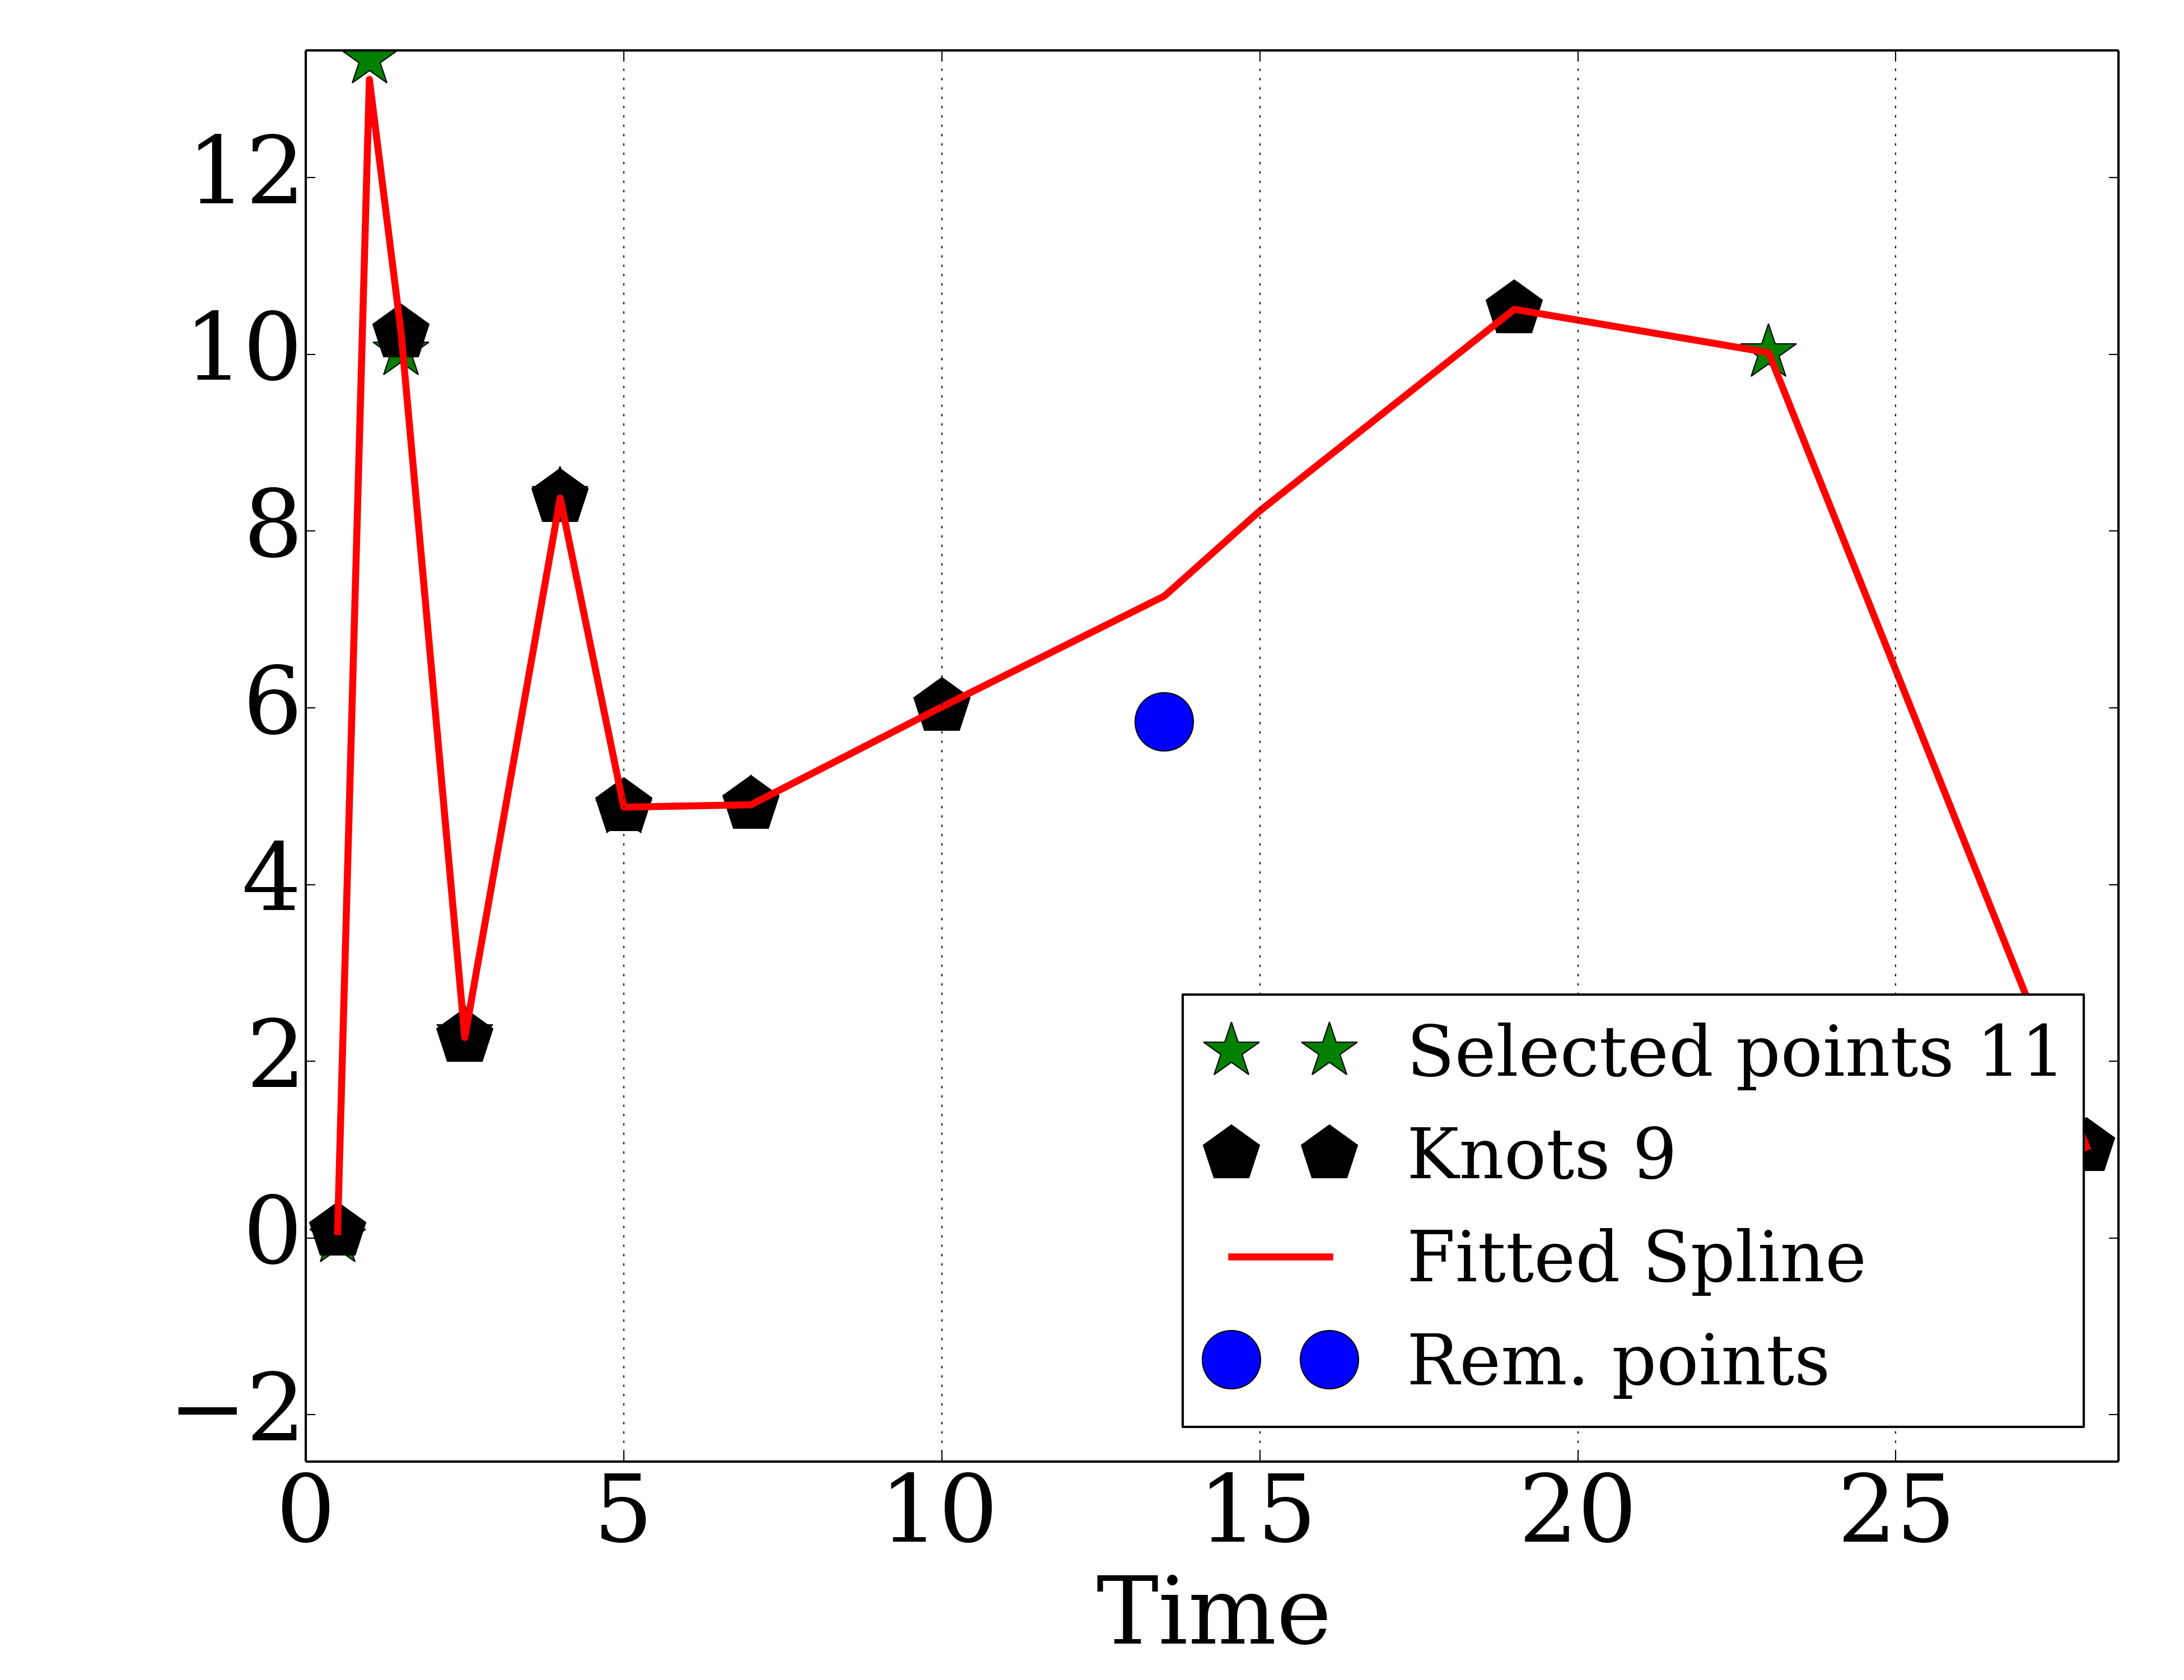 12
10
8
6
4
2
0
−2
0 5 10 15 20 25
Time
Selected points 11
Knots 9
Fitted Spline
Rem. points